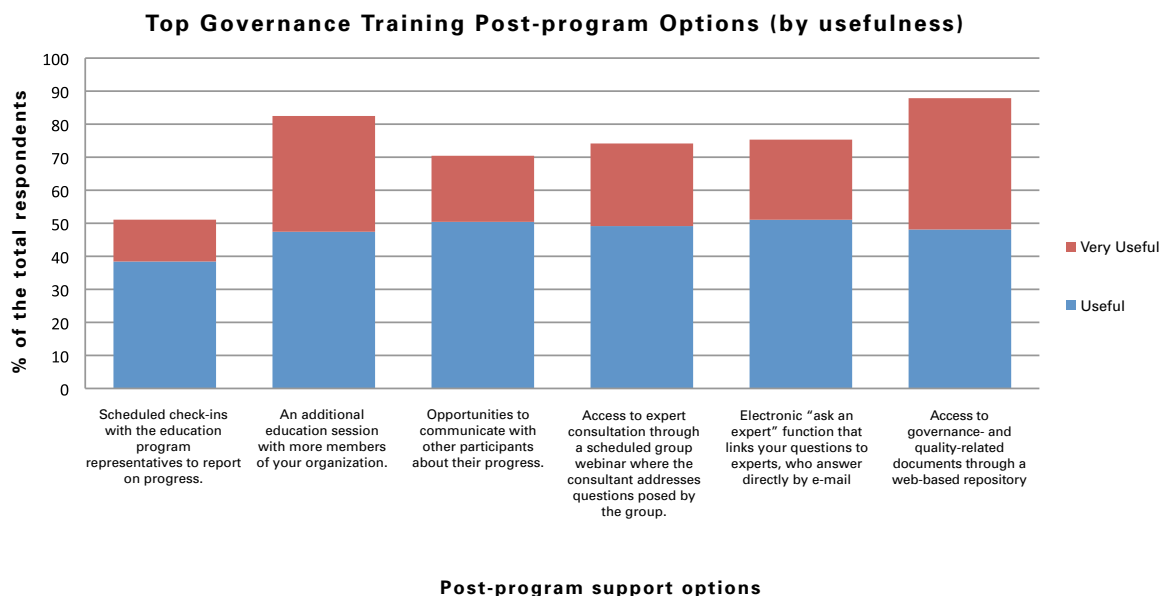 Top Governance Training Post-program Options (by usefulness)
% of the total respondents
100
90
80
70
60
50
40
30
20
10
0
Very Useful
Useful
Scheduled check-ins
with the education
program
representatives to report
on progress.
An additional
education session
with more members
of your organization.
Opportunities to
communicate with
other participants
about their progress.
Access to expert
consultation through
a scheduled group
webinar where the
consultant addresses
questions posed by
the group.
Electronic “ask an
expert” function that
links your questions to
experts, who answer
directly by e-mail
Access to
governance- and
quality-related
documents through a
web-based repository
Post-program support options